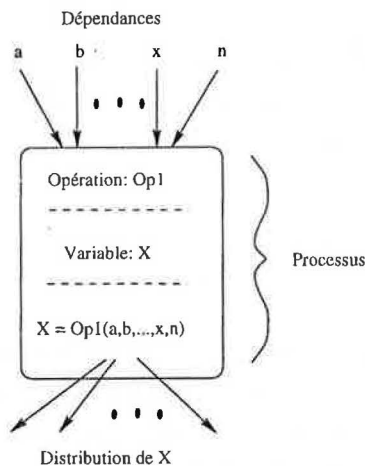 Dépendances
a b x n
Opération: Op1
Variable: X
Processus
X = Op1(a,b,...,x,n)
Distribution de X